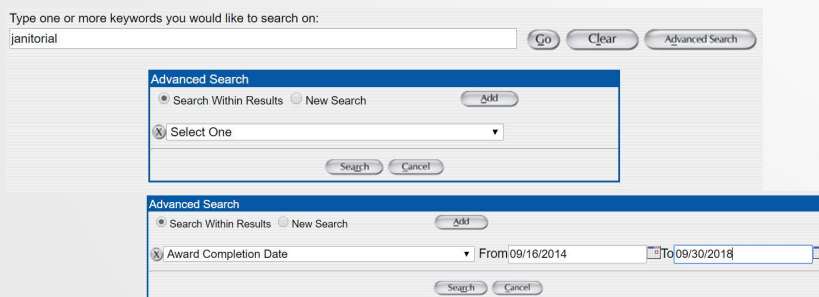 Type one or more keywords you would like to search on:
janitorial Go Clear Advanced Search
Advanced Search
Search Within Results New Search Add
X Select One
Search Cancel
Advanced Search
Search Within Results New Search Add
X Award Completion Date From 09/16/2014 To 09/30/2018
Search Cancel